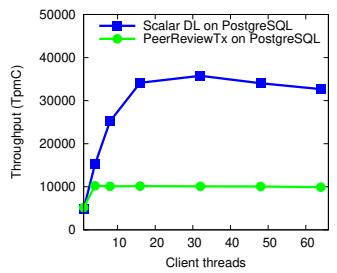 50000
40000
30000
20000
10000
0
Throughput (TpmC)
Scalar DL on PostgreSQL
PeerReviewTx on PostgreSQL
10 20 30 40 50 60
Client threads